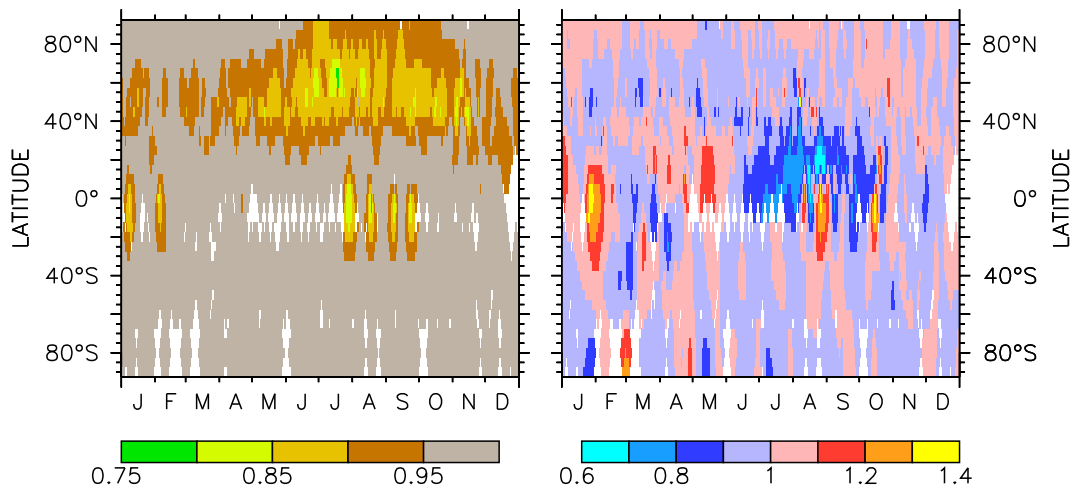 80°N
40°N
0°
40°S
80°S
LATITUDE
J F M A M J J A S O N D
0.75 0.85 0.95
80°N
40°N
0°
40°S
80°S
LATITUDE
J F M A M J J A S O N D
0.6 0.8 1 1.2 1.4